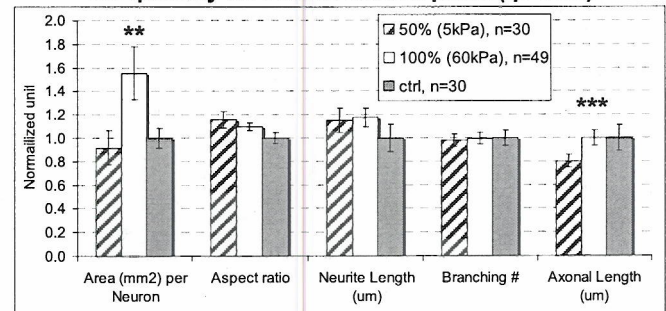 2.0
1.8
1.6
1.4
1.2
1.0
0.8
0.6
0.4
0.2
0.0
Normailized unit
**
***
50% (5kPa), n=30
100% (60kPa), n=49
ctrl, n=30
Area (mm2) per
Neuron
Aspect ratio
Neurite Length
(um)
Branching #
Axonal Length
(um)